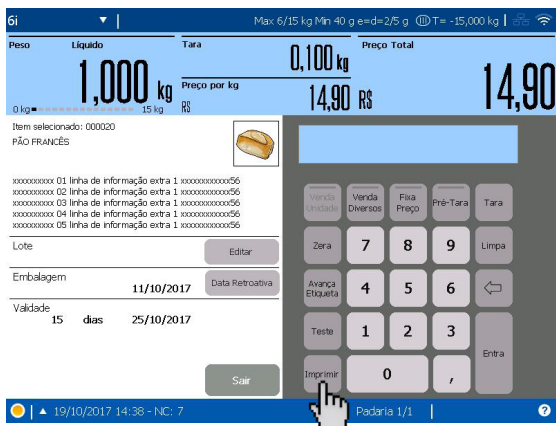 6i
Max 6/15 kg Min 40 g e=d=2/5 g III T= -15,000 kg
Peso Líquido
1,000 kg
0 kg 15 kg
Tara
0,100 kg
Preço por kg
R$ 14,90
Preço Total
R$ 14,90
Item selecionado: 000020
PÃO FRANCÊS
xxxxxxxxxx 01 linha de informação extra 1 xxxxxxxxxxx56
xxxxxxxxxx 02 linha de informação extra 1 xxxxxxxxxxx56
xxxxxxxxxx 03 linha de informação extra 1 xxxxxxxxxxx56
xxxxxxxxxx 04 linha de informação extra 1 xxxxxxxxxxx56
xxxxxxxxxx 05 linha de informação extra 1 xxxxxxxxxxx56
Lote
Editar
Embalagem
11/10/2017
Data Retroativa
Validade
15 dias 25/10/2017
Sair
Venda Unidade
Venda Diversos
Fixa Preço
Pré-Tara
Tara
Zera
7
8
9
Limpa
Avança Etiqueta
4
5
6
Teste
1
2
3
Entra
Imprimir
0
,
19/10/2017 14:38 - NC: 7
Padaria 1/1
?